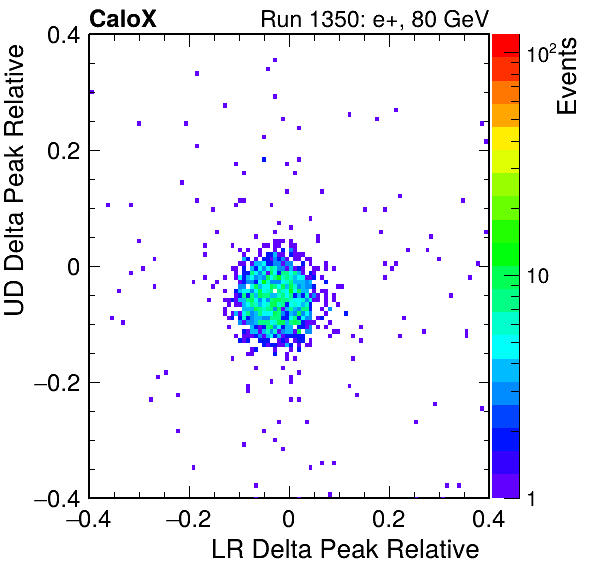 CaloX Run 1350: e+, 80 GeV
UD Delta Peak Relative
0.4
0.2
0
−0.2
−0.4
−0.4 −0.2 0 0.2 0.4
LR Delta Peak Relative
Events
10²
10
1